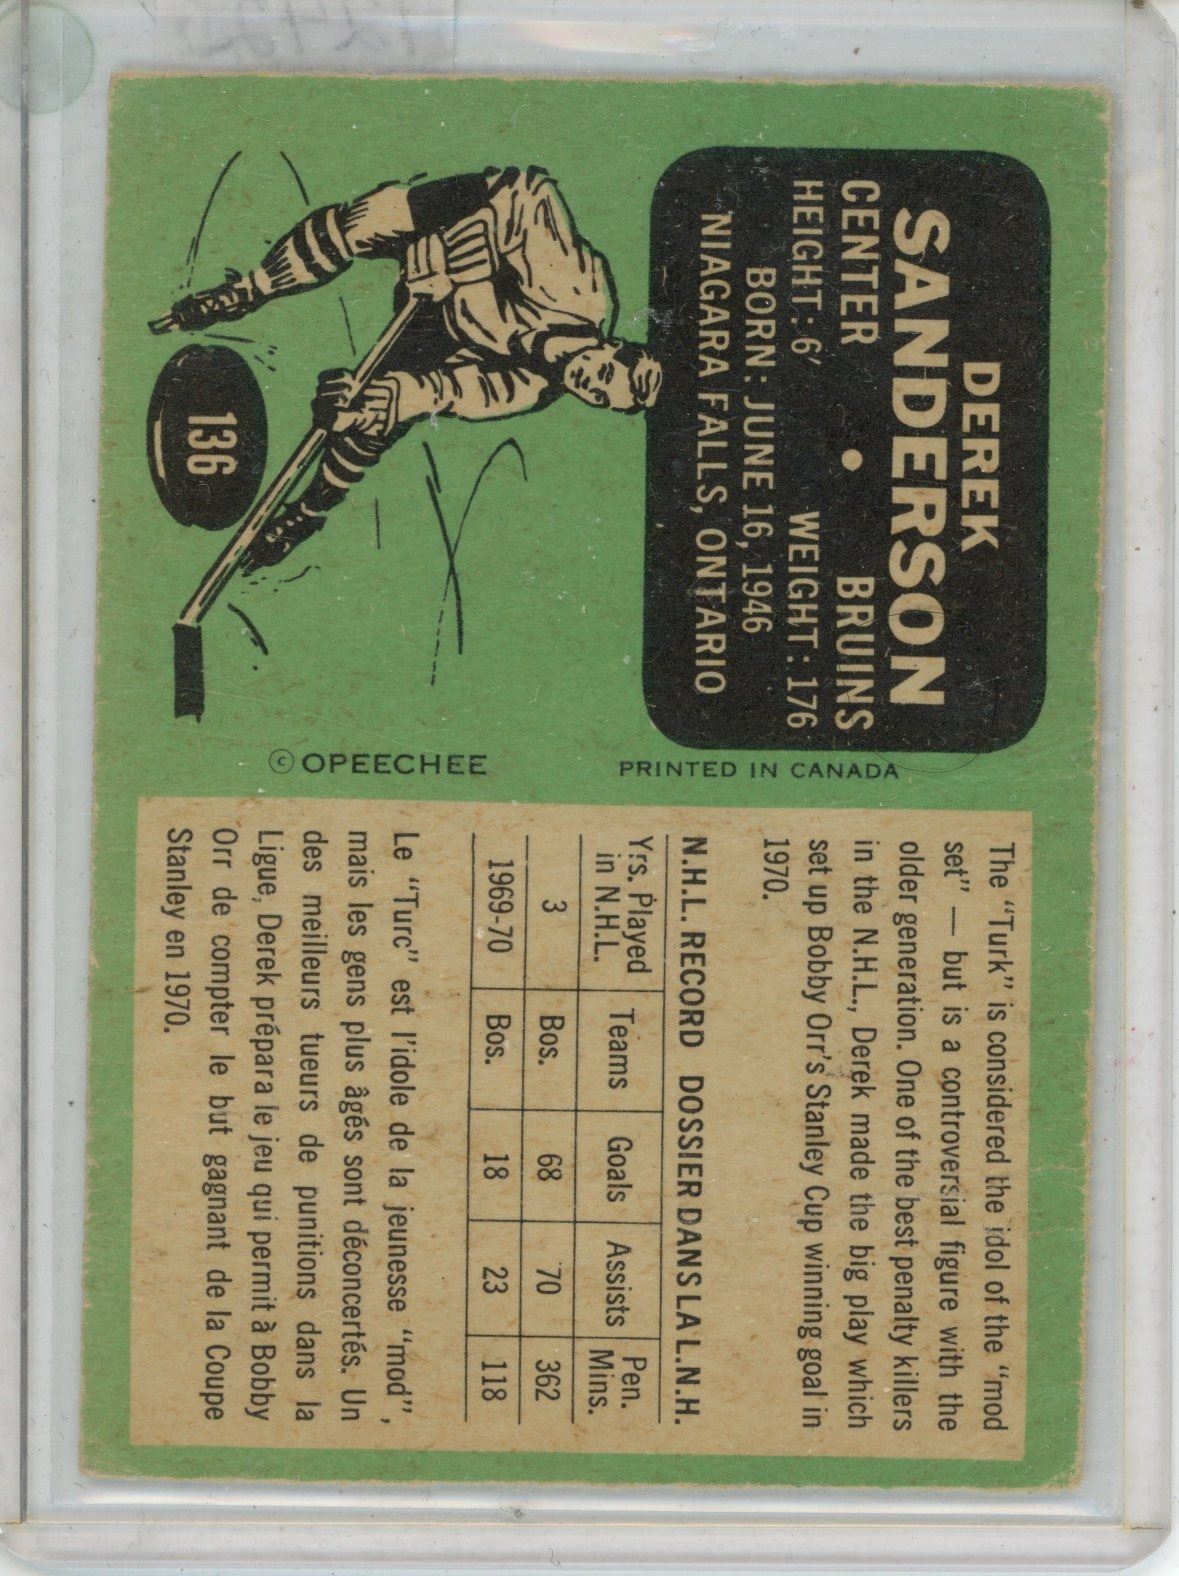 DEREK
SANDERSON
CENTER • BRUINS
HEIGHT: 6' WEIGHT: 176
BORN: JUNE 16, 1946
NIAGARA FALLS, ONTARIO
136
© OPEECHEE
PRINTED IN CANADA
The "Turk" is considered the idol of the "mod
set" — but is a controversial figure with the
older generation. One of the best penalty killers
in the N.H.L., Derek made the big play which
set up Bobby Orr's Stanley Cup winning goal in
1970.
N.H.L. RECORD DOSSIER DANS LA L.N.H.
Yrs. Played in N.H.L. Teams Goals Assists Pen. Mins.
3 Bos. 68 70 362
1969-70 Bos. 18 23 118
Le "Turc" est l'idole de la jeunesse "mod",
mais les gens plus âgés sont déconcertés. Un
des meilleurs tueurs de punitions dans la
Ligue, Derek prépara le jeu qui permit à Bobby
Orr de compter le but gagnant de la Coupe
Stanley en 1970.